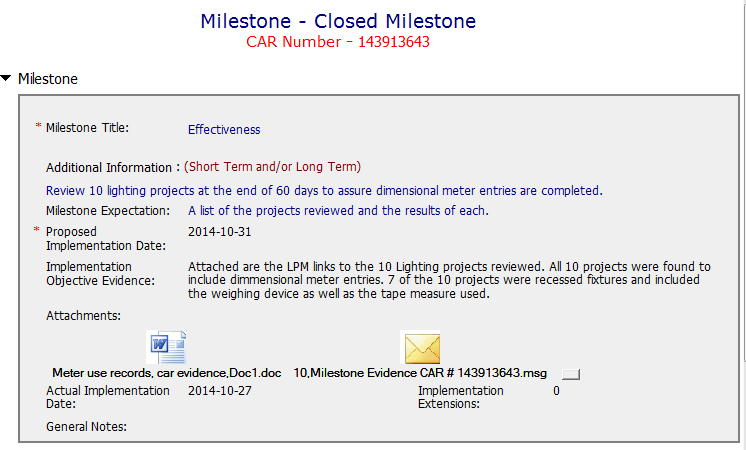 Milestone - Closed Milestone
CAR Number - 143913643
Milestone
* Milestone Title: Effectiveness
Additional Information : (Short Term and/or Long Term)
Review 10 lighting projects at the end of 60 days to assure dimensional meter entries are completed.
Milestone Expectation: A list of the projects reviewed and the results of each.
* Proposed Implementation Date: 2014-10-31
Implementation Objective Evidence: Attached are the LPM links to the 10 Lighting projects reviewed. All 10 projects were found to
include dimmensional meter entries. 7 of the 10 projects were recessed fixtures and included
the weighing device as well as the tape measure used.
Attachments:
Meter use records, car evidence,Doc1.doc 10,Milestone Evidence CAR # 143913643.msg
Actual Implementation Date: 2014-10-27 Implementation Extensions: 0
General Notes: